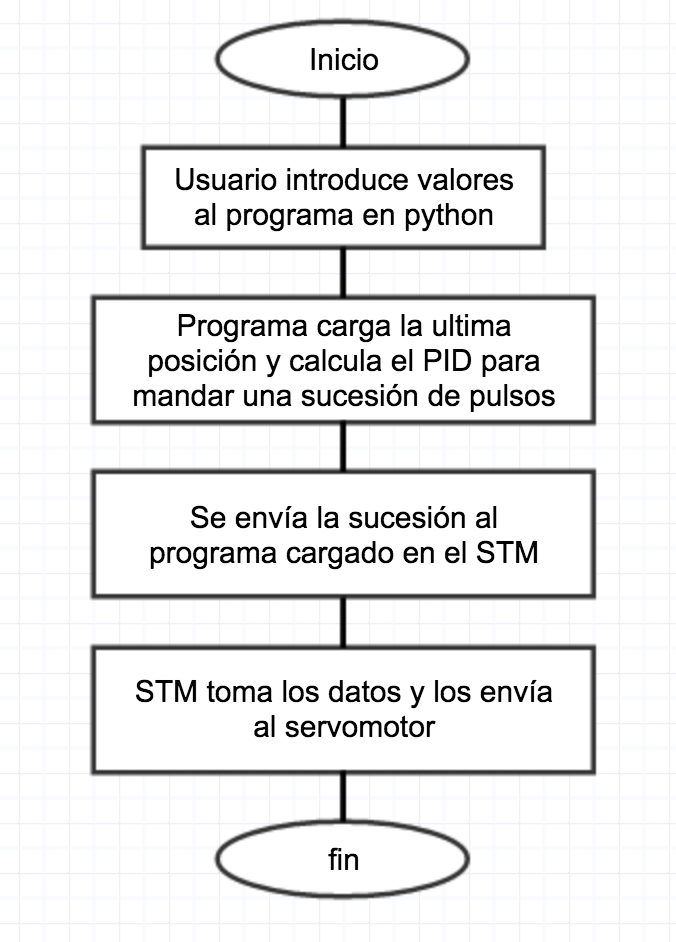 Inicio
Usuario introduce valores
al programa en python
Programa carga la ultima
posición y calcula el PID para
mandar una sucesión de pulsos
Se envía la sucesión al
programa cargado en el STM
STM toma los datos y los envía
al servomotor
fin